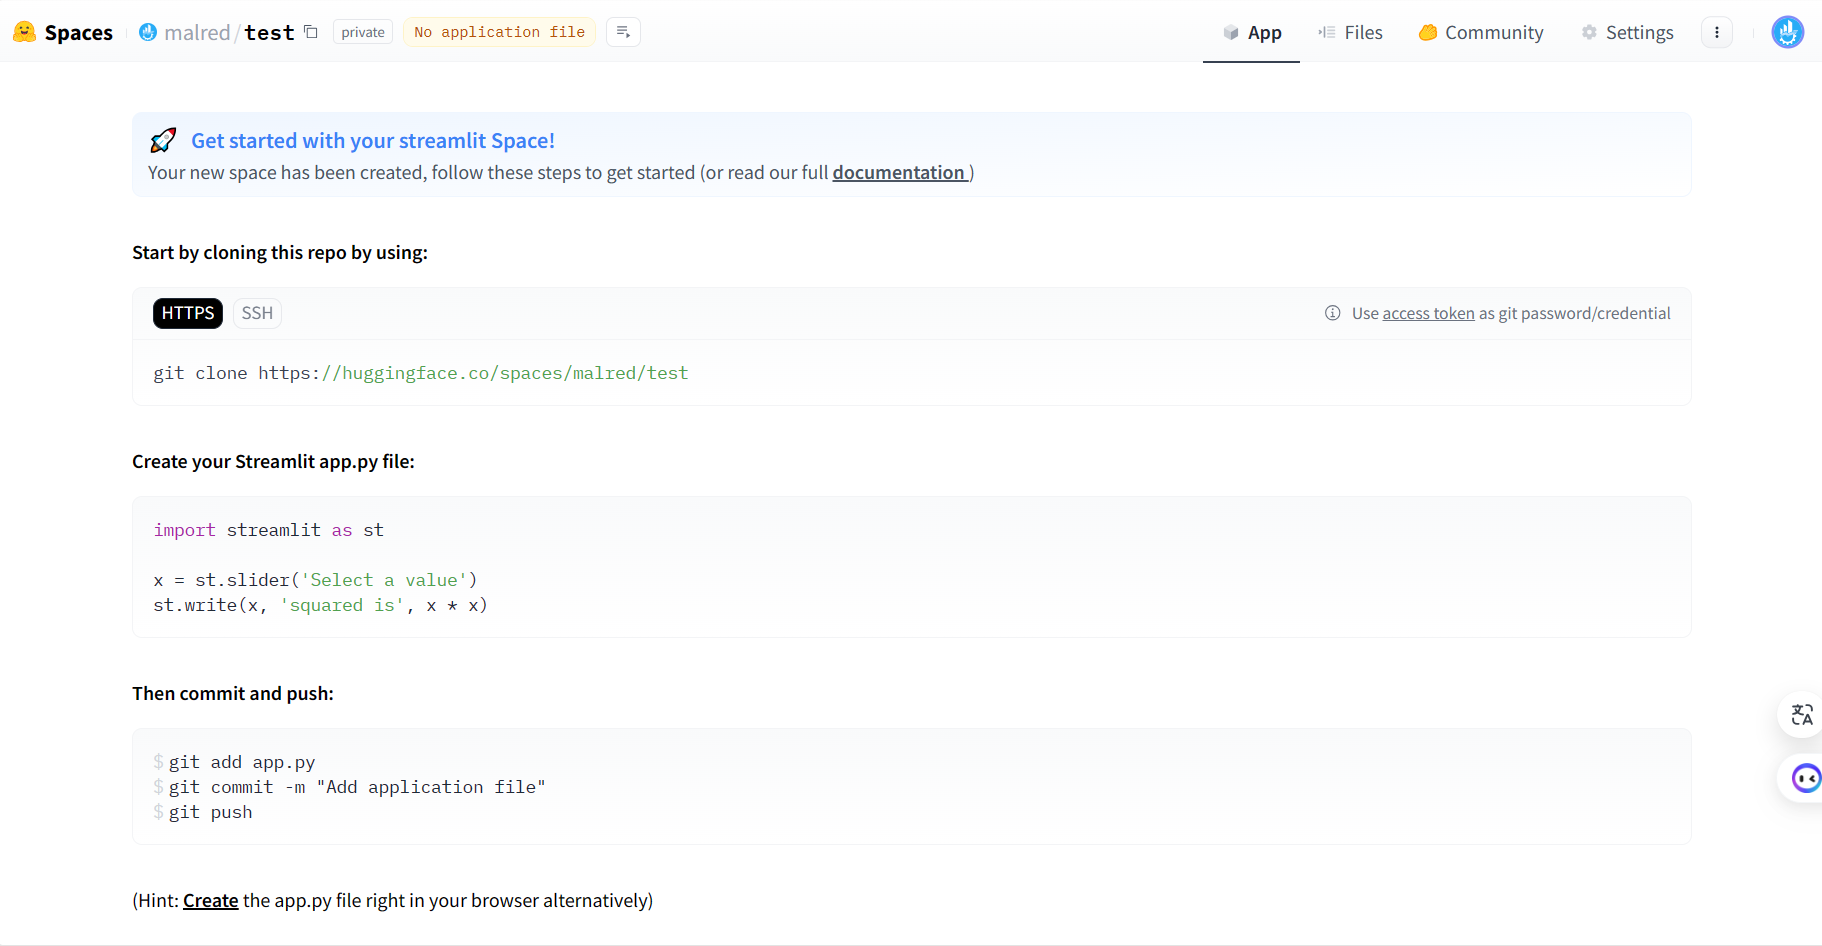 Spaces malred/test private No application file App Files Community Settings
Get started with your streamlit Space!
Your new space has been created, follow these steps to get started (or read our full documentation )
Start by cloning this repo by using:
HTTPS SSH Use access token as git password/credential
git clone https://huggingface.co/spaces/malred/test
Create your Streamlit app.py file:
import streamlit as st
x = st.slider('Select a value')
st.write(x, 'squared is', x * x)
Then commit and push:
$ git add app.py
$ git commit -m "Add application file"
$ git push
(Hint: Create the app.py file right in your browser alternatively)